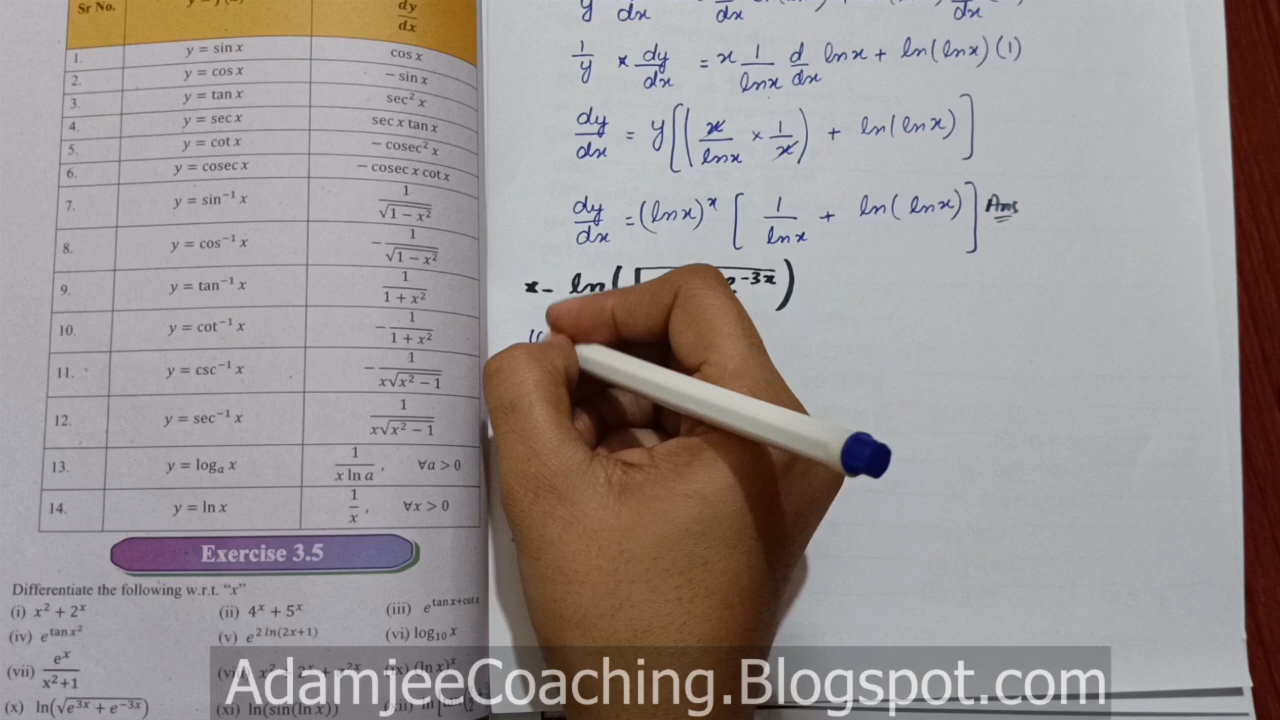 Sr No. dy/dx
1. y = sin x cos x
2. y = cos x − sin x
3. y = tan x sec² x
4. y = sec x sec x tan x
5. y = cot x − cosec² x
6. y = cosec x − cosec x cot x
7. y = sin⁻¹ x 1/√(1 − x²)
8. y = cos⁻¹ x − 1/√(1 − x²)
9. y = tan⁻¹ x 1/(1 + x²)
10. y = cot⁻¹ x − 1/(1 + x²)
11. y = csc⁻¹ x − 1/(x√(x² − 1))
12. y = sec⁻¹ x 1/(x√(x² − 1))
13. y = logₐ x 1/(x ln a), ∀a > 0
14. y = ln x 1/x, ∀x > 0
Exercise 3.5
Differentiate the following w.r.t. “x”
(i) x² + 2ˣ (ii) 4ˣ + 5ˣ (iii) e^(tan x+cot x)
(iv) e^(tan x²) (v) e^(2 ln(2x+1)) (vi) log₁₀ x
(vii) eˣ/(x²+1) (ix) (ln x)ˣ
(x) ln(√(e³ˣ + e⁻³ˣ)) (xi) ln(sin(ln x))
1/y × dy/dx = x 1/lnx d/dx lnx + ln(lnx)(1)
dy/dx = y[(x/lnx × 1/x) + ln(lnx)]
dy/dx = (lnx)ˣ [1/lnx + ln(lnx)] Ans
x- ln( e⁻³ˣ)
AdamjeeCoaching.Blogspot.com